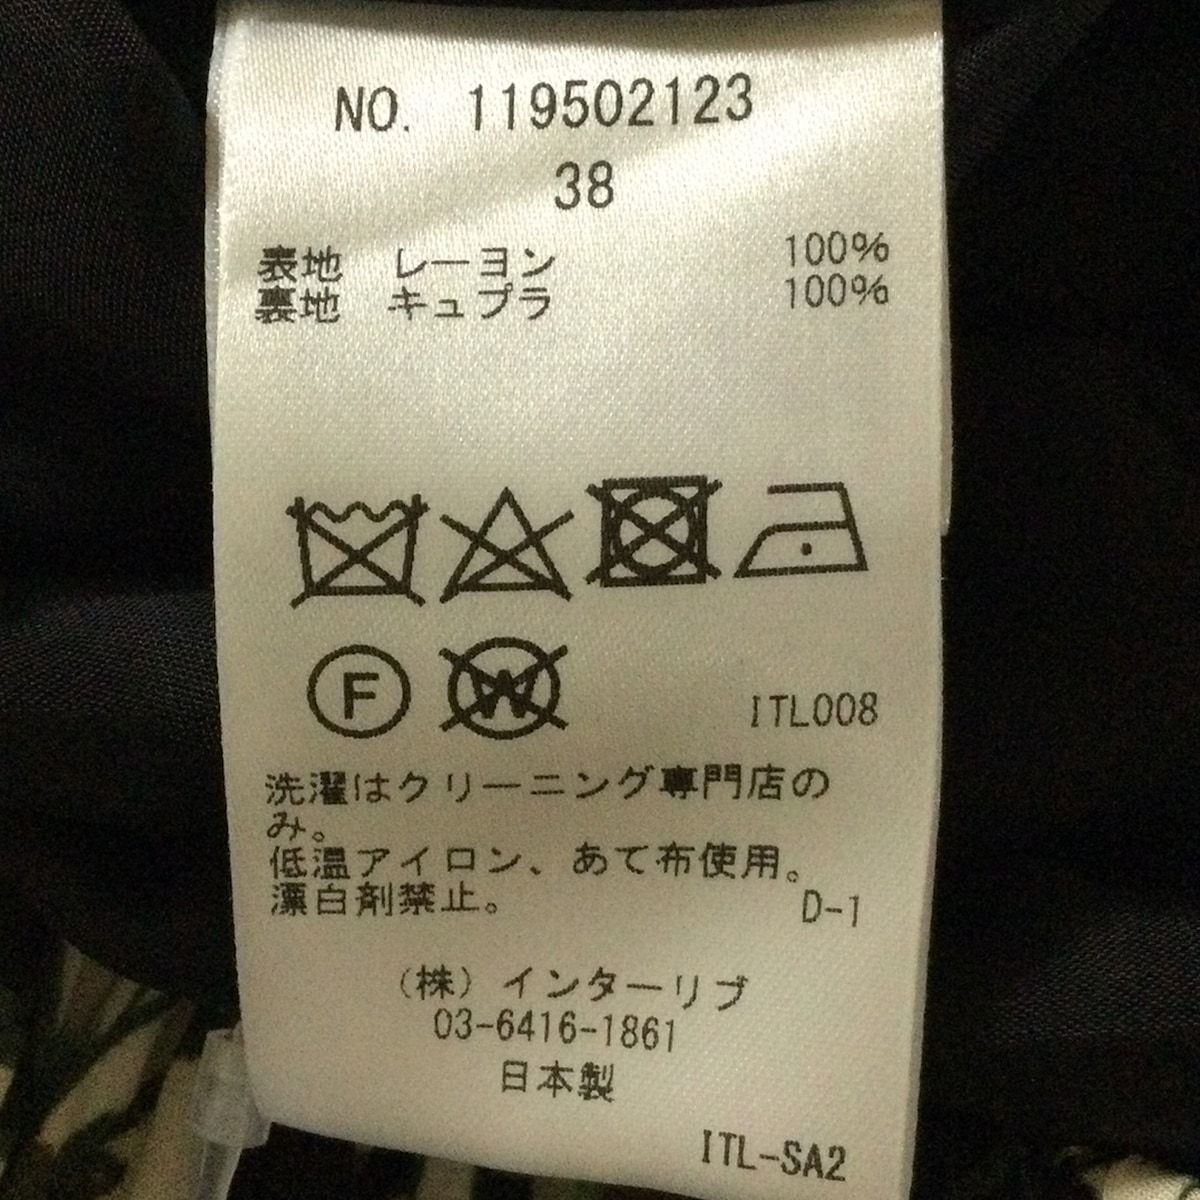 NO. 119502123
38
表地 レーヨン 100%
裏地 キュプラ 100%
F W
ITL008
洗濯はクリーニング専門店の
み。
低温アイロン、あて布使用。
漂白剤禁止。
D-1
(株)インターリブ
03-6416-1861
日本製
ITL-SA2